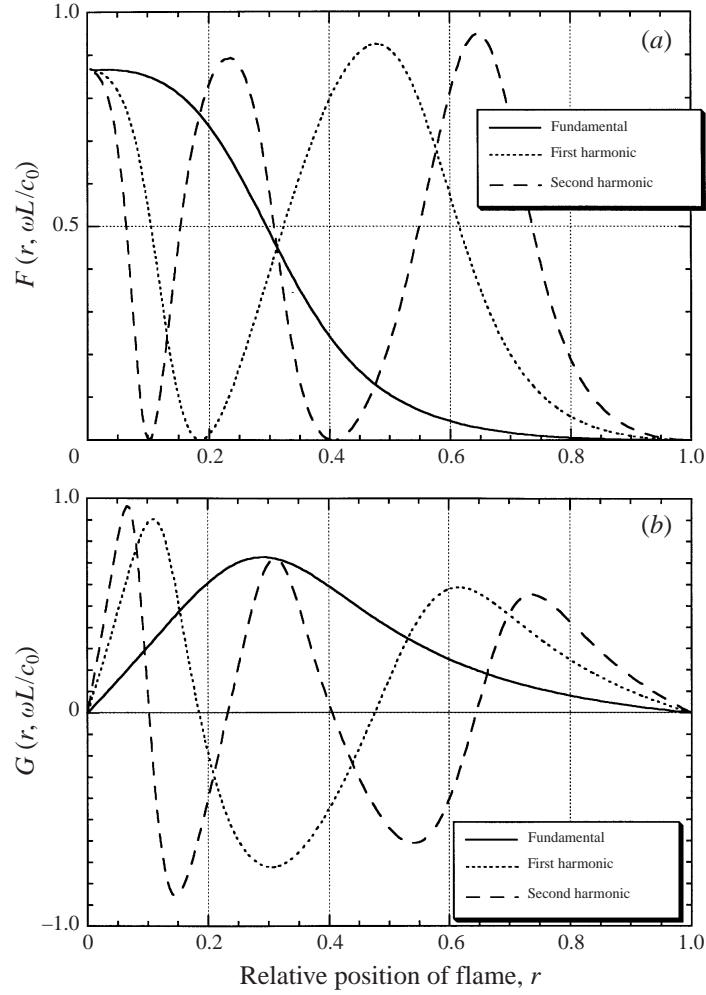 1.0
(a)
Fundamental
First harmonic
Second harmonic
F (r, ωL/c₀)
0.5
0
0.2
0.4
0.6
0.8
1.0
1.0
(b)
G (r, ωL/c₀)
0
Fundamental
First harmonic
Second harmonic
−1.0
0
0.2
0.4
0.6
0.8
1.0
Relative position of flame, r